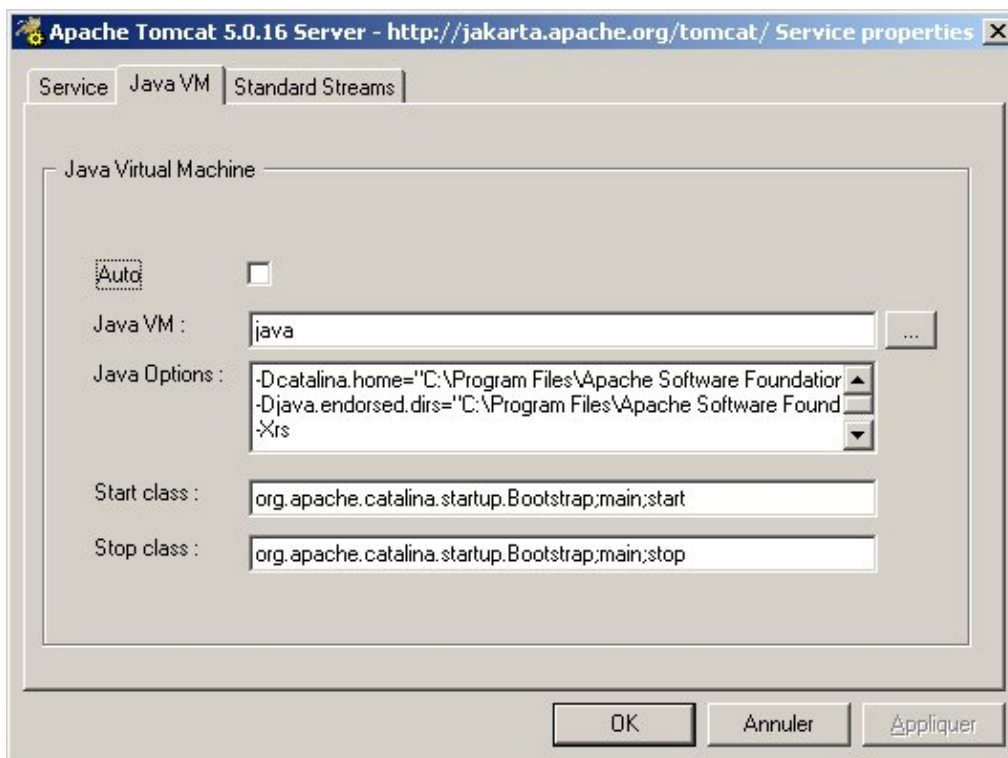 Apache Tomcat 5.0.16 Server - http://jakarta.apache.org/tomcat/ Service properties
Service Java VM Standard Streams
Java Virtual Machine
Auto
Java VM : java ...
Java Options : -Dcatalina.home="C:\Program Files\Apache Software Foundation
-Djava.endorsed.dirs="C:\Program Files\Apache Software Found
-Xrs
Start class : org.apache.catalina.startup.Bootstrap;main;start
Stop class : org.apache.catalina.startup.Bootstrap;main;stop
OK Annuler Appliquer